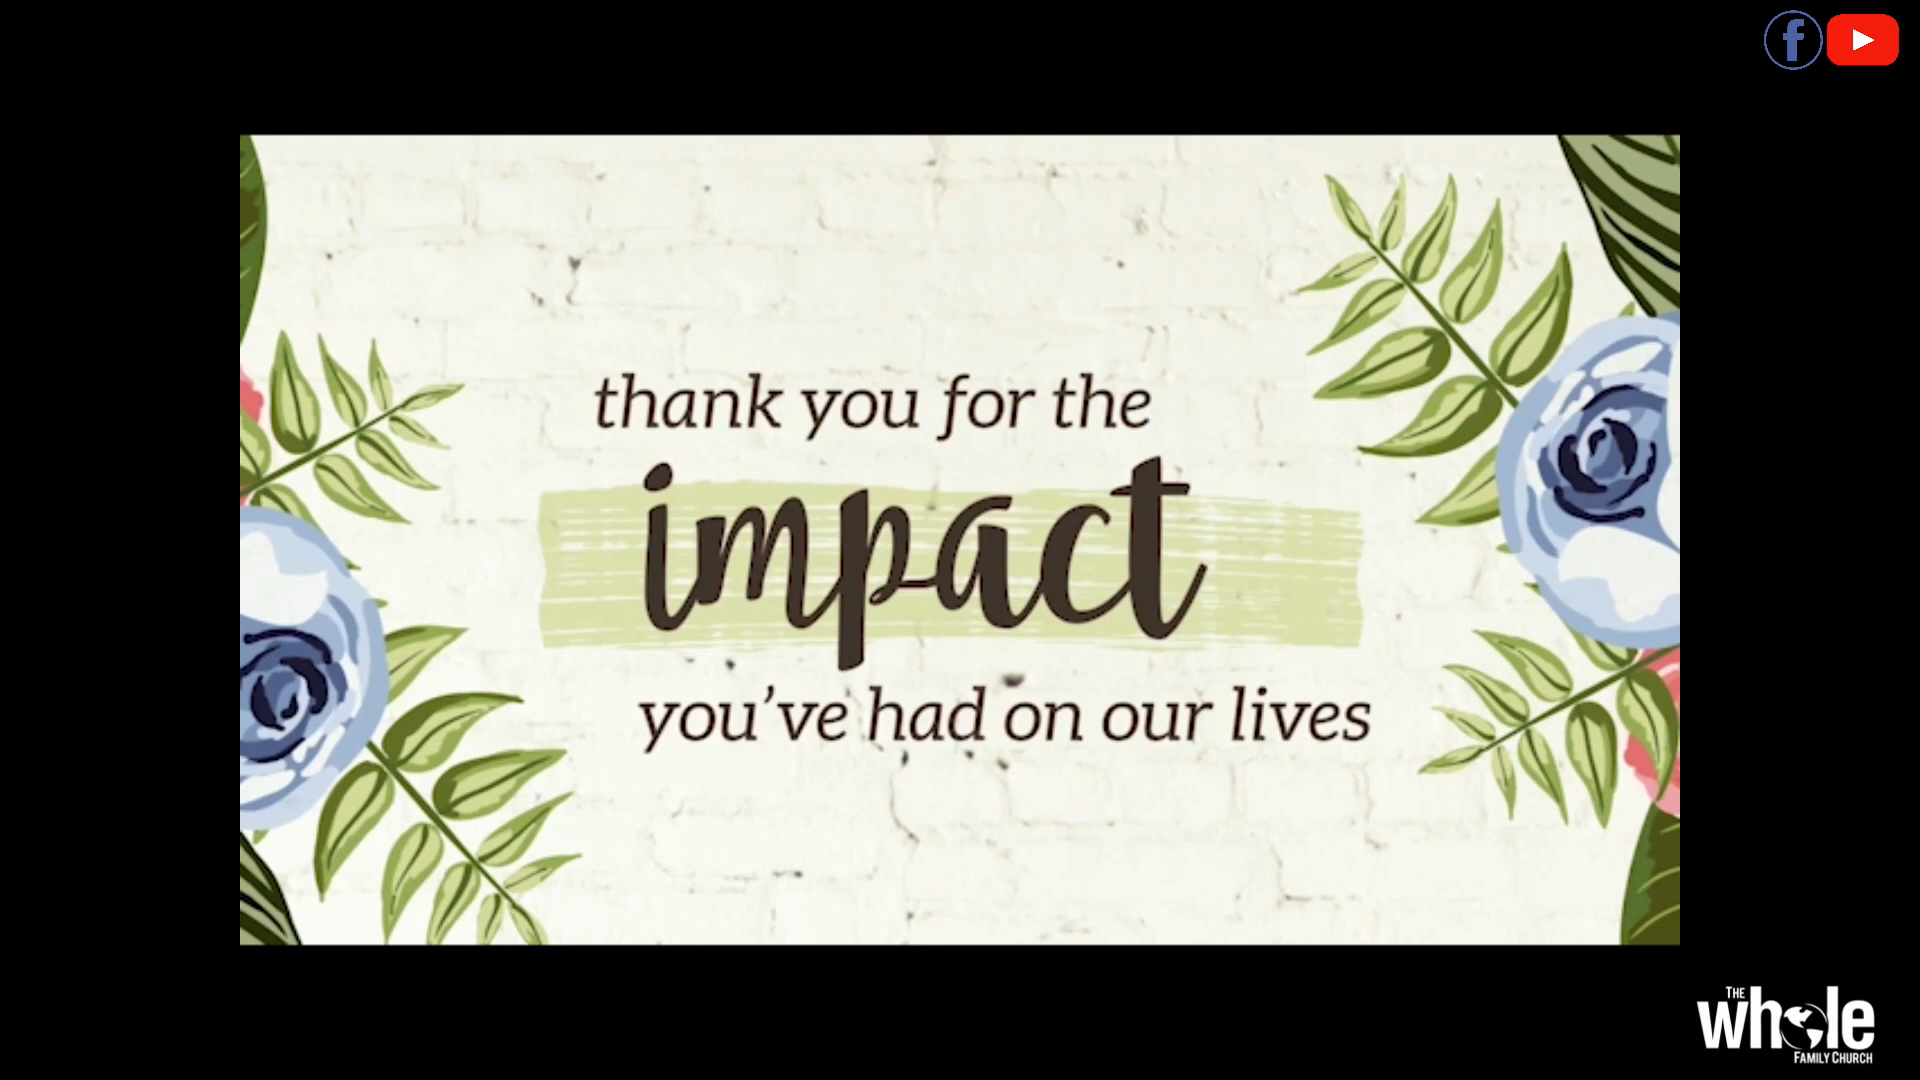 thank you for the
impact
you've had on our lives
THE
whole
FAMILY CHURCH